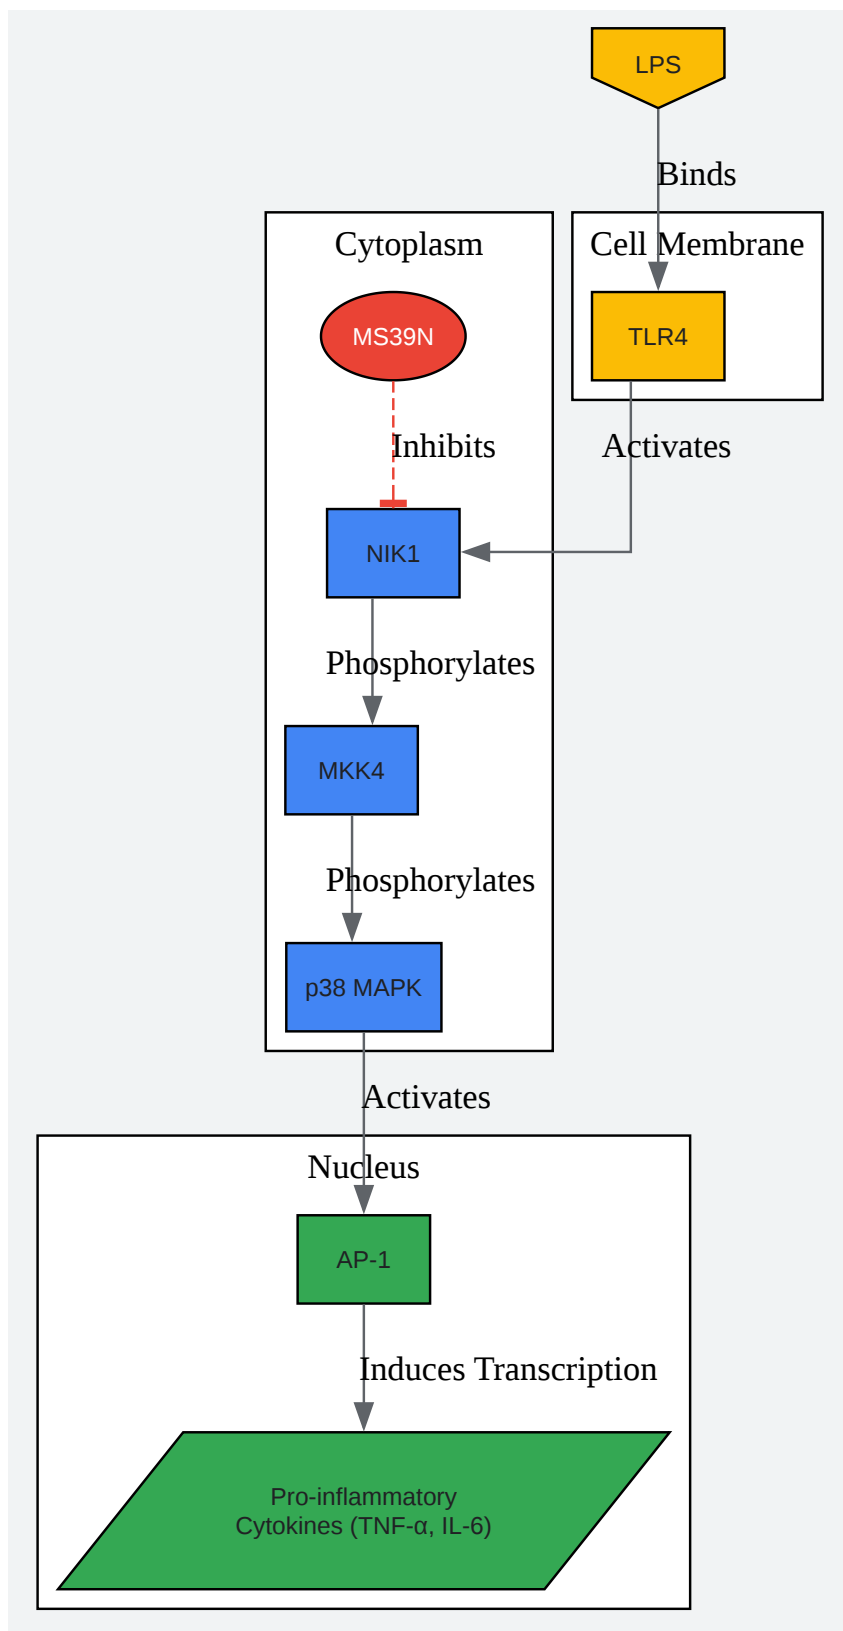 LPS
Binds
Cytoplasm
Cell Membrane
MS39N
TLR4
Inhibits
Activates
NIK1
Phosphorylates
MKK4
Phosphorylates
p38 MAPK
Activates
Nucleus
AP-1
Induces Transcription
Pro-inflammatory
Cytokines (TNF-α, IL-6)